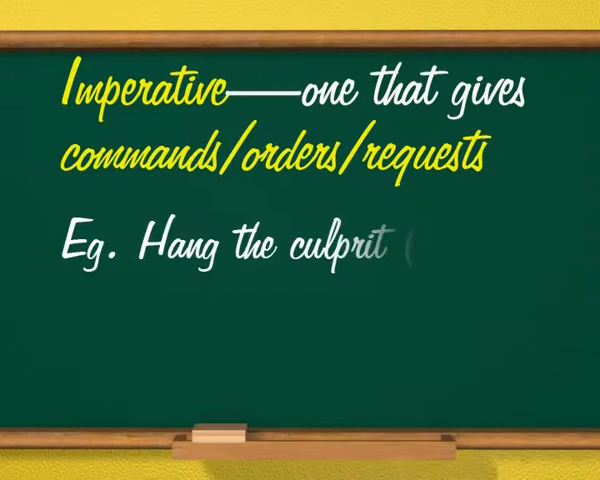 Imperative——one that gives
commands/orders/requests
Eg. Hang the culprit (